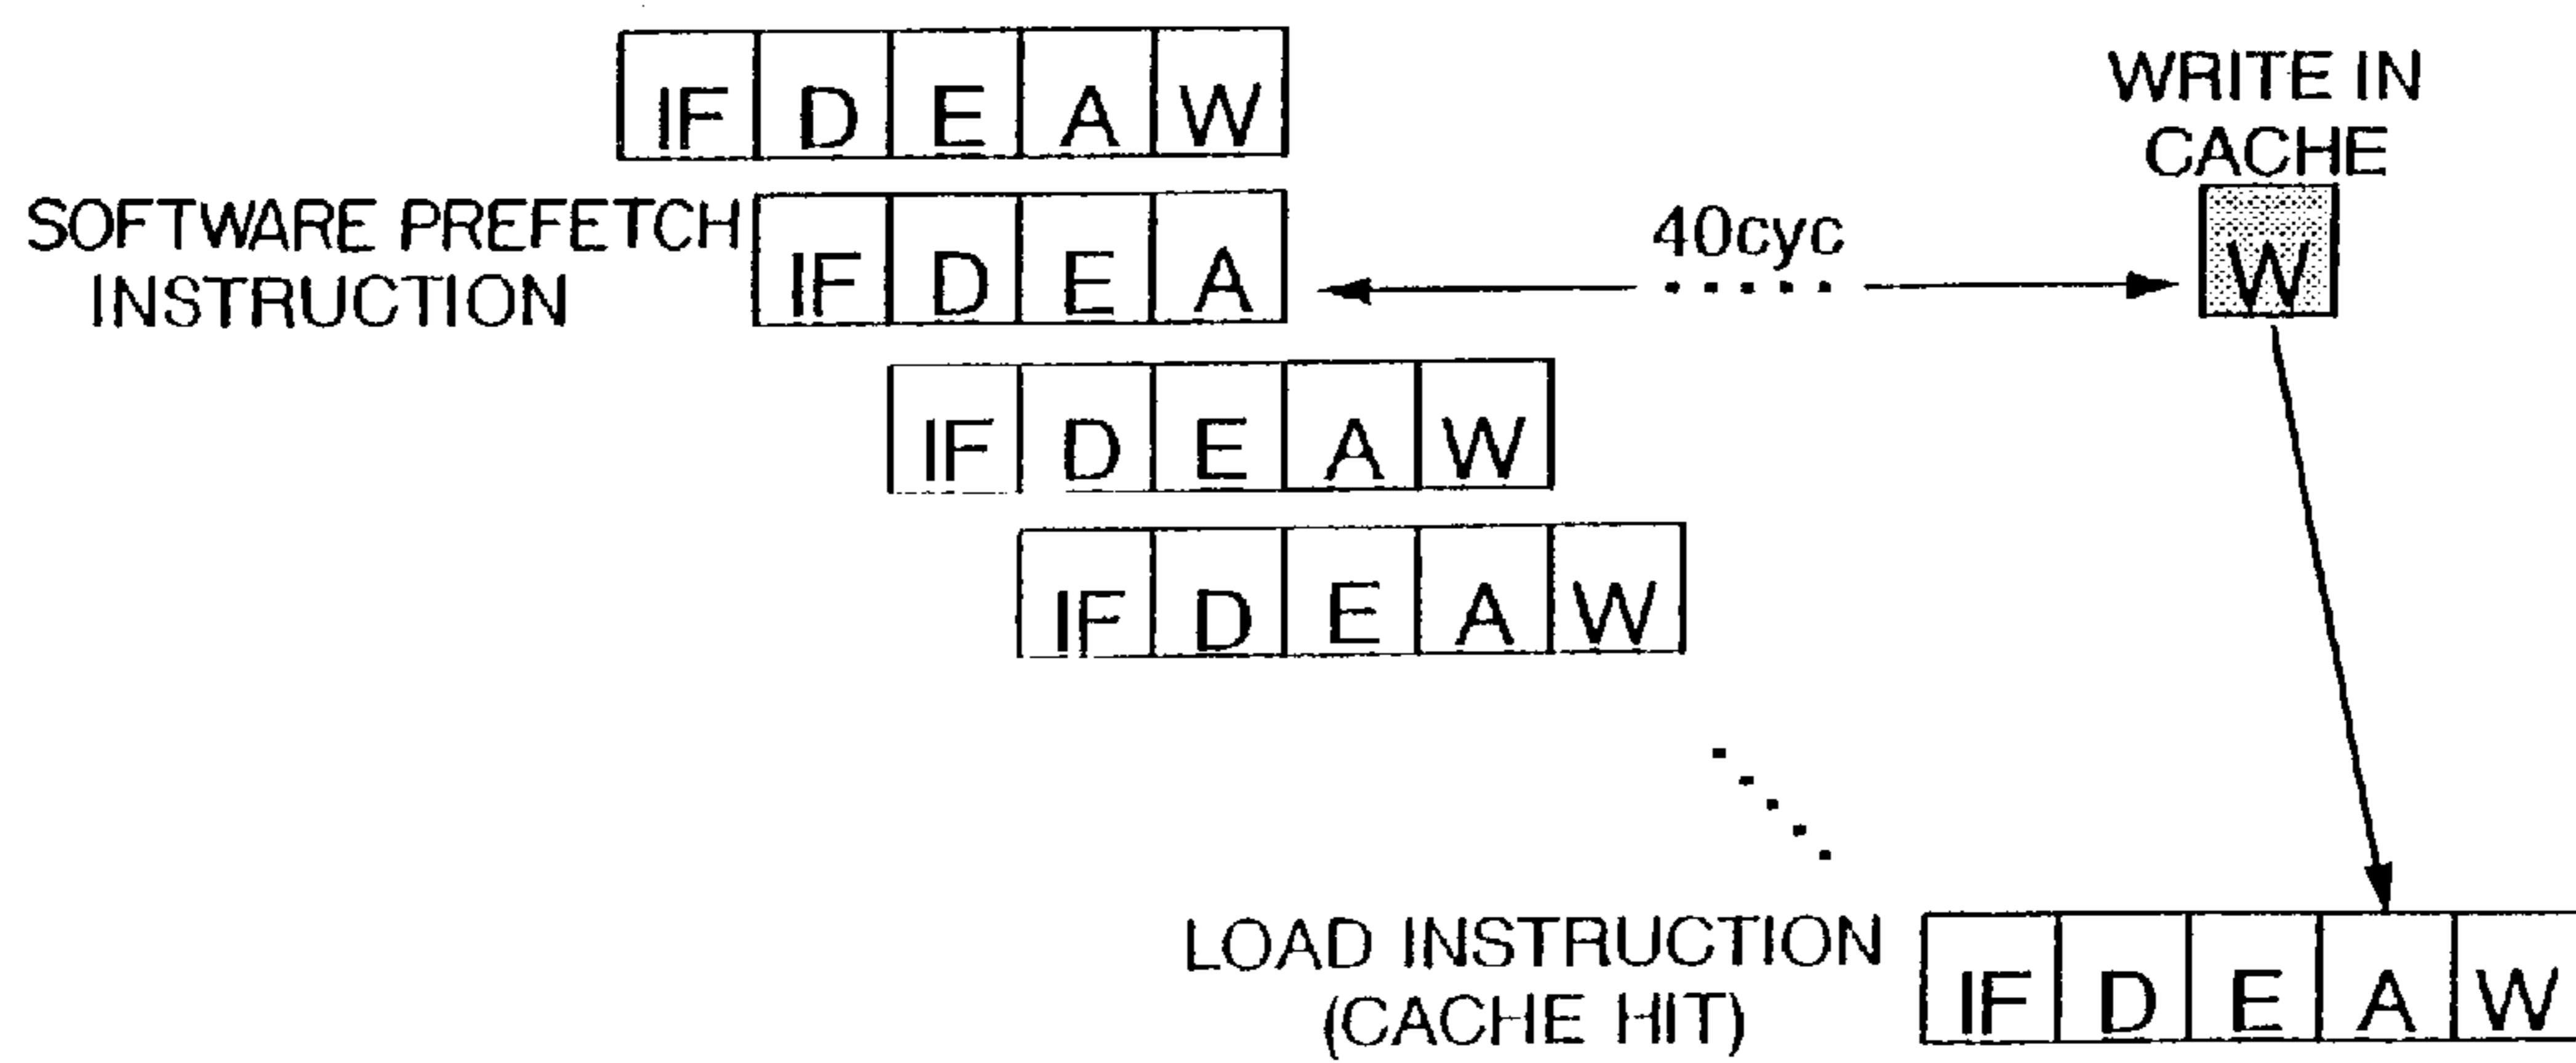 IF D E A W
WRITE IN
CACHE
SOFTWARE PREFETCH
INSTRUCTION
IF D E A
40cyc
W
IF D E A W
IF D E A W
LOAD INSTRUCTION
(CACHE HIT)
IF D E A W